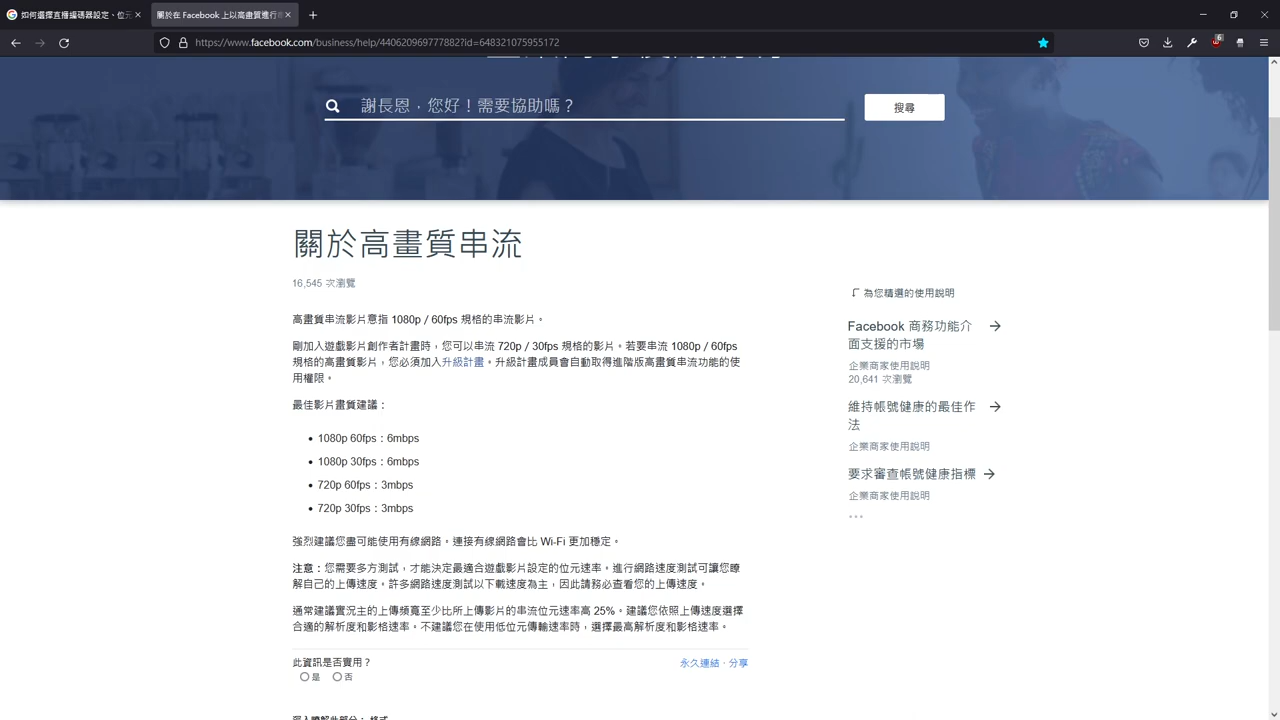 如何選擇直播編碼器設定、位元
關於在 Facebook 上以高畫質進行串
https://www.facebook.com/business/help/440620969777882?id=648321075955172
6
謝長恩，您好！需要協助嗎？
搜尋
關於高畫質串流
16,545 次瀏覽
高畫質串流影片意指 1080p / 60fps 規格的串流影片。
剛加入遊戲影片創作者計畫時，您可以串流 720p / 30fps 規格的影片。若要串流 1080p / 60fps
規格的高畫質影片，您必須加入升級計畫。升級計畫成員會自動取得進階版高畫質串流功能的使
用權限。
最佳影片畫質建議：
1080p 60fps：6mbps
1080p 30fps：6mbps
720p 60fps：3mbps
720p 30fps：3mbps
強烈建議您盡可能使用有線網路。連接有線網路會比 Wi-Fi 更加穩定。
注意：您需要多方測試，才能決定最適合遊戲影片設定的位元速率。進行網路速度測試可讓您瞭
解自己的上傳速度。許多網路速度測試以下載速度為主，因此請務必查看您的上傳速度。
通常建議實況主的上傳頻寬至少比所上傳影片的串流位元速率高 25%。建議您依照上傳速度選擇
合適的解析度和影格速率。不建議您在使用低位元傳輸速率時，選擇最高解析度和影格速率。
此資訊是否實用？
永久連結 · 分享
是
否
為您精選的使用說明
Facebook 商務功能介
面支援的市場
企業商家使用說明
20,641 次瀏覽
維持帳號健康的最佳作
法
企業商家使用說明
要求審查帳號健康指標
企業商家使用說明